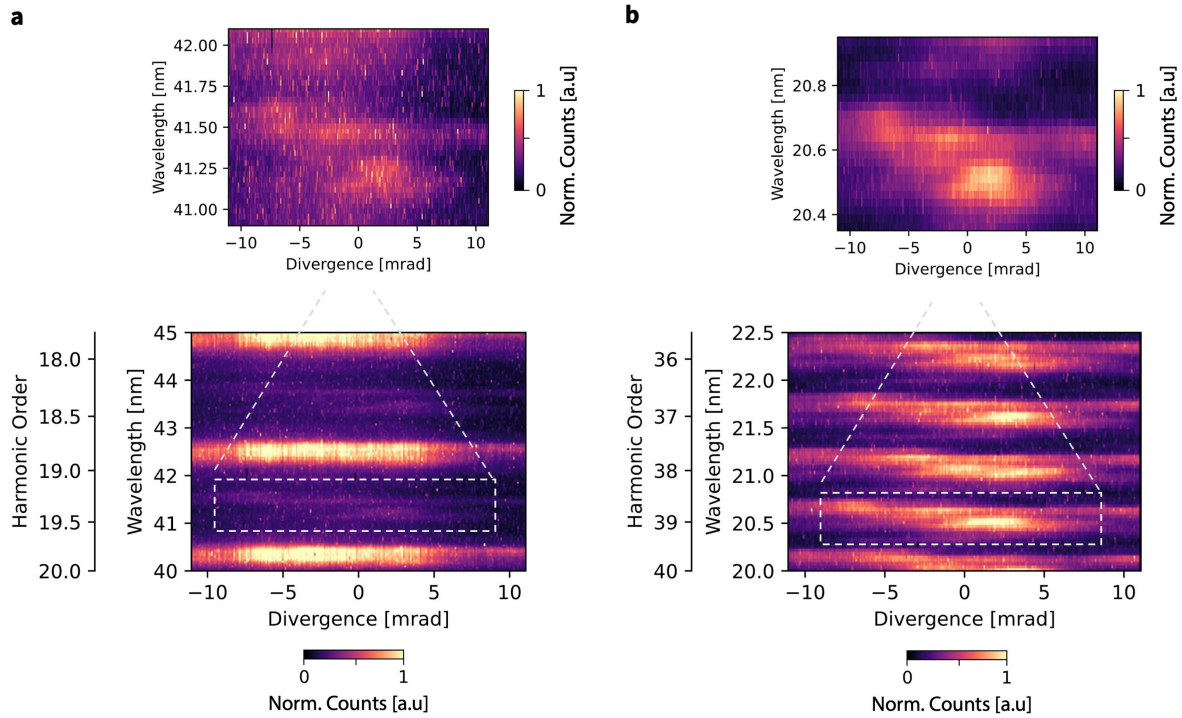 a
42.00
41.75
41.50
41.25
41.00
Wavelength [nm]
−10 −5 0 5 10
Divergence [mrad]
1
0
Norm. Counts [a.u]
b
20.8
20.6
20.4
Wavelength [nm]
−10 −5 0 5 10
Divergence [mrad]
1
0
Norm. Counts [a.u]
Harmonic Order
18.0
18.5
19.0
19.5
20.0
Wavelength [nm]
45
44
43
42
41
40
−10 −5 0 5 10
Divergence [mrad]
0 1
Norm. Counts [a.u]
Harmonic Order
36
37
38
39
40
Wavelength [nm]
22.5
22.0
21.5
21.0
20.5
20.0
−10 −5 0 5 10
Divergence [mrad]
0 1
Norm. Counts [a.u]